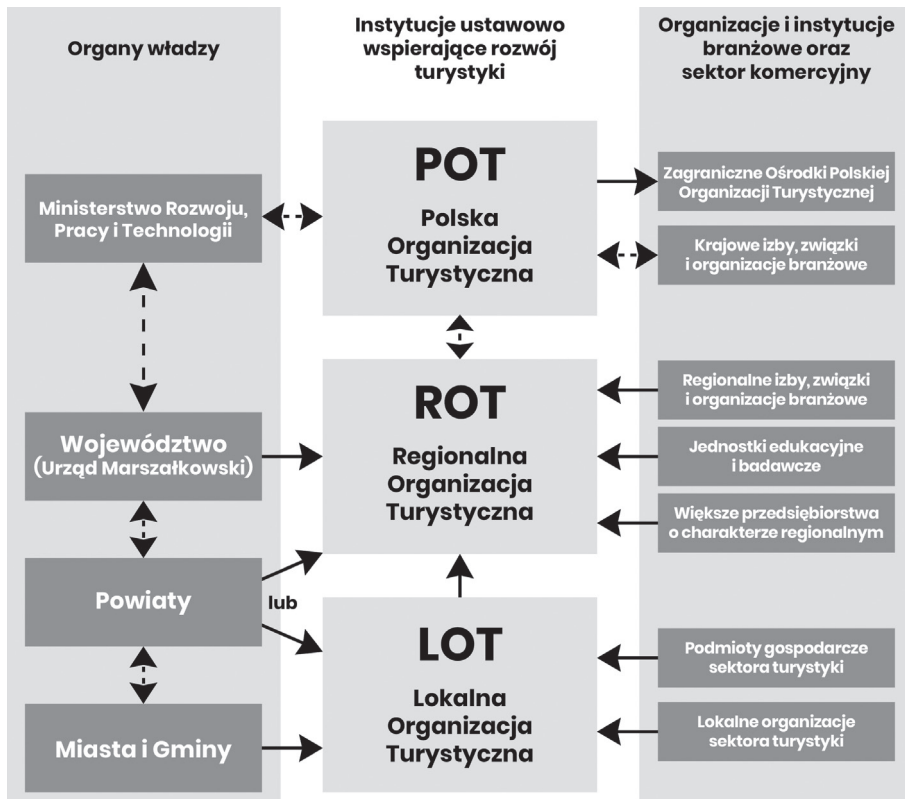 Organy władzy
Instytucje ustawowo
wspierające rozwój
turystyki
Organizacje i instytucje
branżowe oraz
sektor komercyjny
Ministerstwo Rozwoju,
Pracy i Technologii
Województwo
(Urząd Marszałkowski)
Powiaty
lub
Miasta i Gminy
POT
Polska
Organizacja
Turystyczna
ROT
Regionalna
Organizacja
Turystyczna
LOT
Lokalna
Organizacja
Turystyczna
Zagraniczne Ośrodki Polskiej
Organizacji Turystycznej
Krajowe izby, związki
i organizacje branżowe
Regionalne izby, związki
i organizacje branżowe
Jednostki edukacyjne
i badawcze
Większe przedsiębiorstwa
o charakterze regionalnym
Podmioty gospodarcze
sektora turystyki
Lokalne organizacje
sektora turystyki